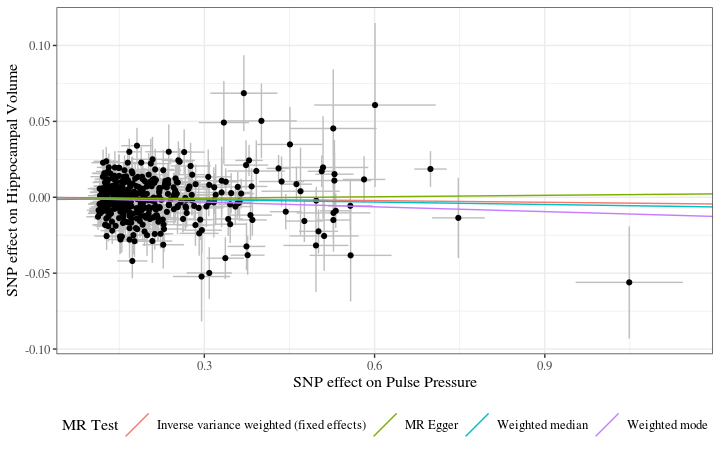 0.10
0.05
0.00
-0.05
-0.10
SNP effect on Hippocampal Volume
0.3
0.6
0.9
SNP effect on Pulse Pressure
MR Test
Inverse variance weighted (fixed effects)
MR Egger
Weighted median
Weighted mode